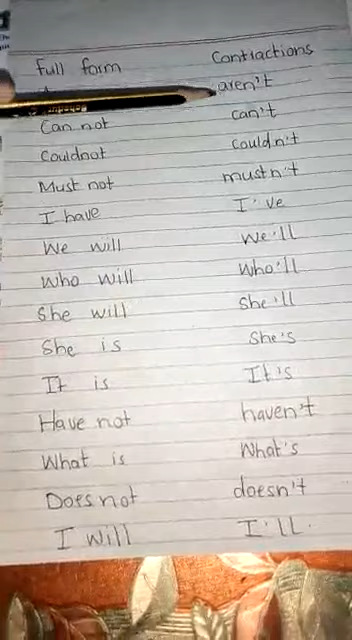 Full form Contractions
aren't
Can not can't
Couldnot couldn't
Must not mustn't
I have I've
We will We'll
Who will Who'll
She will She'll
She is She's
It is It's
Have not haven't
What is What's
Does not doesn't
I will I'll.